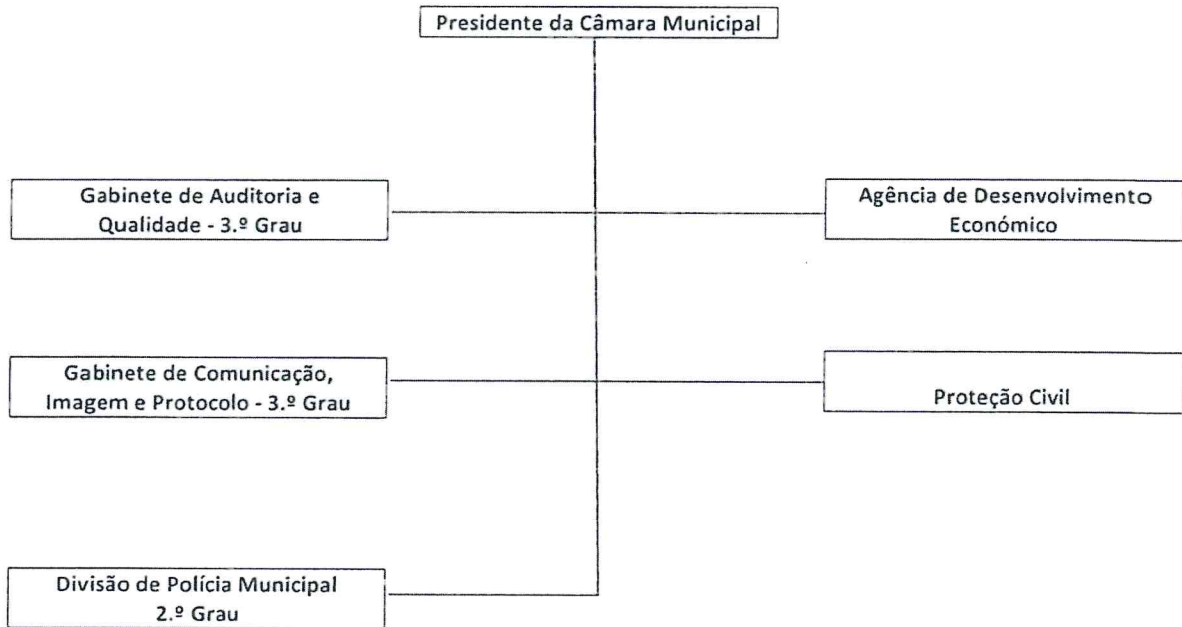 Presidente da Câmara Municipal
Gabinete de Auditoria e
Qualidade - 3.º Grau
Agência de Desenvolvimento
Económico
Gabinete de Comunicação,
Imagem e Protocolo - 3.º Grau
Proteção Civil
Divisão de Polícia Municipal
2.º Grau